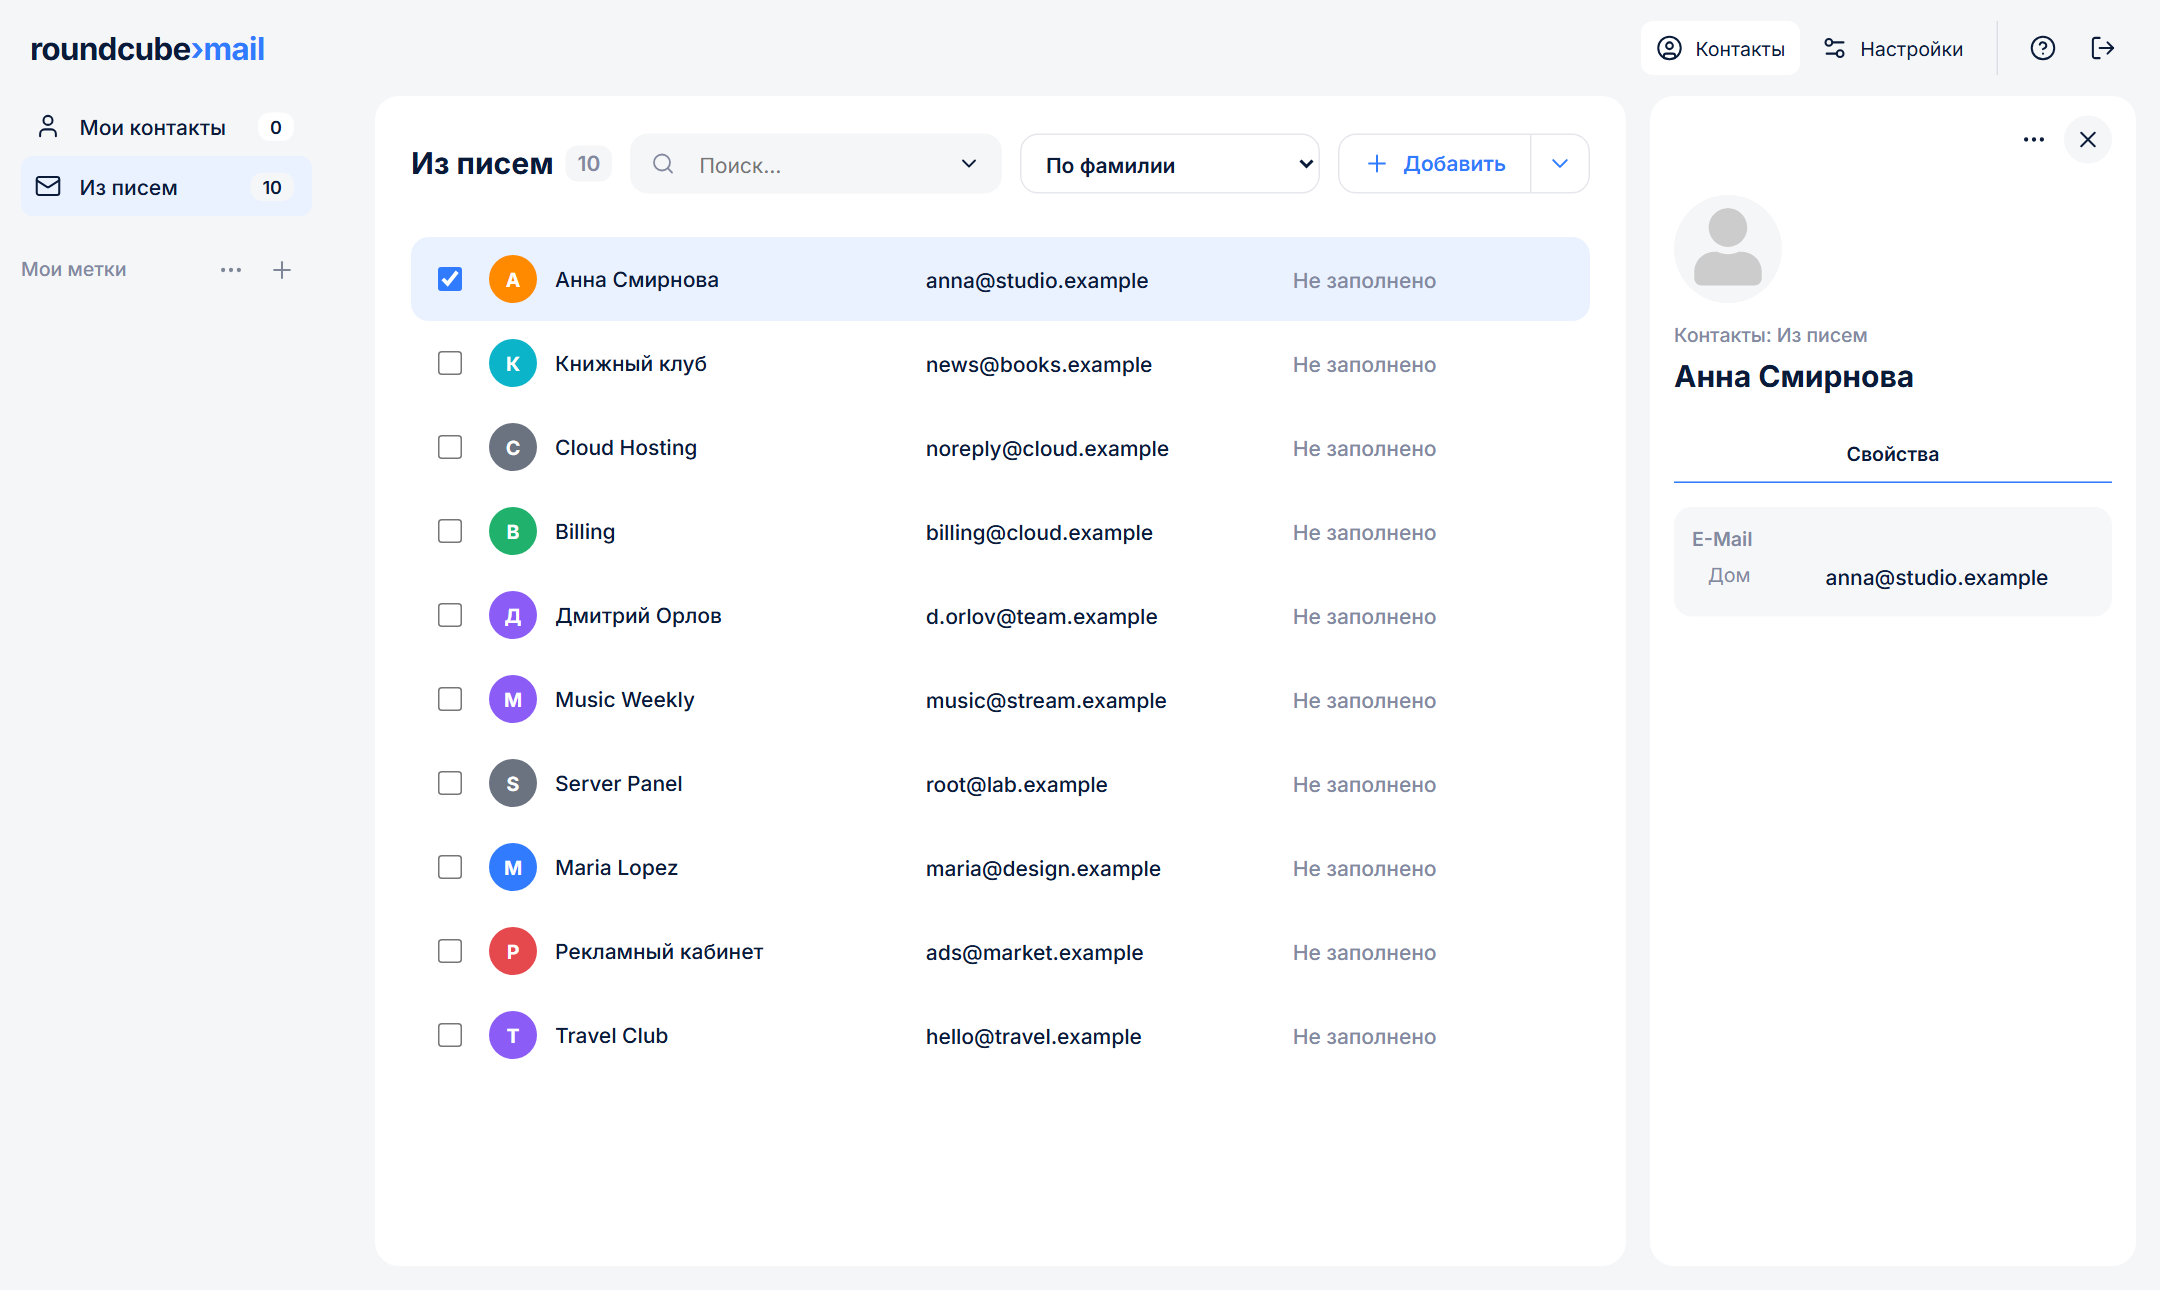 roundcube›mail
Контакты
Настройки
Мои контакты 0
Из писем 10
Мои метки
Из писем 10
Поиск...
По фамилии
Добавить
А Анна Смирнова anna@studio.example Не заполнено
К Книжный клуб news@books.example Не заполнено
C Cloud Hosting noreply@cloud.example Не заполнено
B Billing billing@cloud.example Не заполнено
Д Дмитрий Орлов d.orlov@team.example Не заполнено
M Music Weekly music@stream.example Не заполнено
S Server Panel root@lab.example Не заполнено
M Maria Lopez maria@design.example Не заполнено
Р Рекламный кабинет ads@market.example Не заполнено
T Travel Club hello@travel.example Не заполнено
Контакты: Из писем
Анна Смирнова
Свойства
E-Mail
Дом anna@studio.example